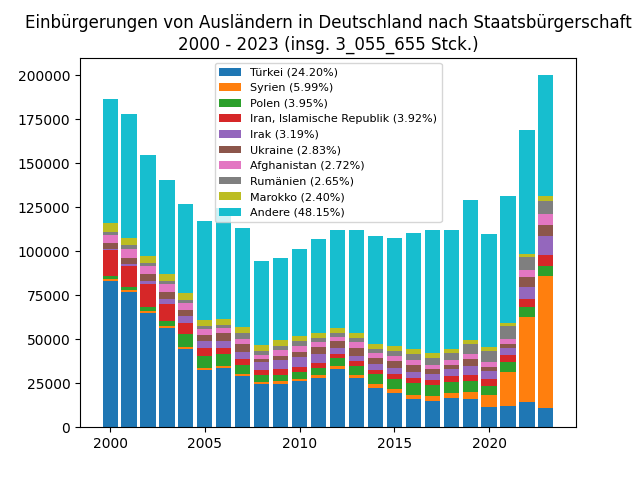 Einbürgerungen von Ausländern in Deutschland nach Staatsbürgerschaft
2000 - 2023 (insg. 3_055_655 Stck.)
200000
175000
150000
125000
100000
75000
50000
25000
0
Türkei (24.20%)
Syrien (5.99%)
Polen (3.95%)
Iran, Islamische Republik (3.92%)
Irak (3.19%)
Ukraine (2.83%)
Afghanistan (2.72%)
Rumänien (2.65%)
Marokko (2.40%)
Andere (48.15%)
2000 2005 2010 2015 2020